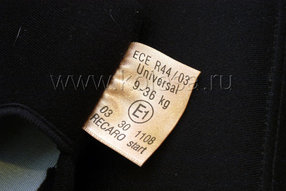 ECE R44/03
Universal
9-36 kg
E1
03 30 1108
RECARO start